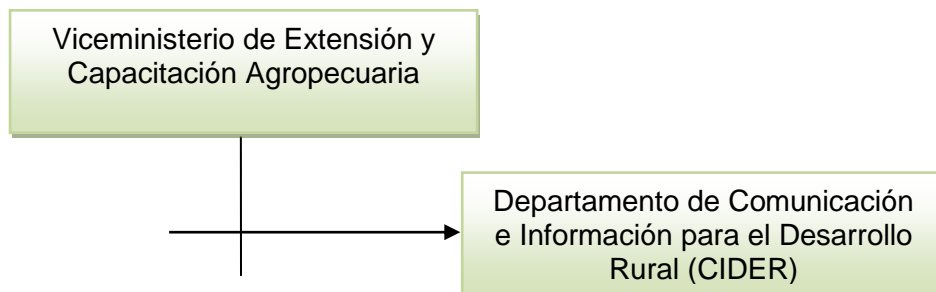 Viceministerio de Extensión y
Capacitación Agropecuaria
Departamento de Comunicación
e Información para el Desarrollo
Rural (CIDER)